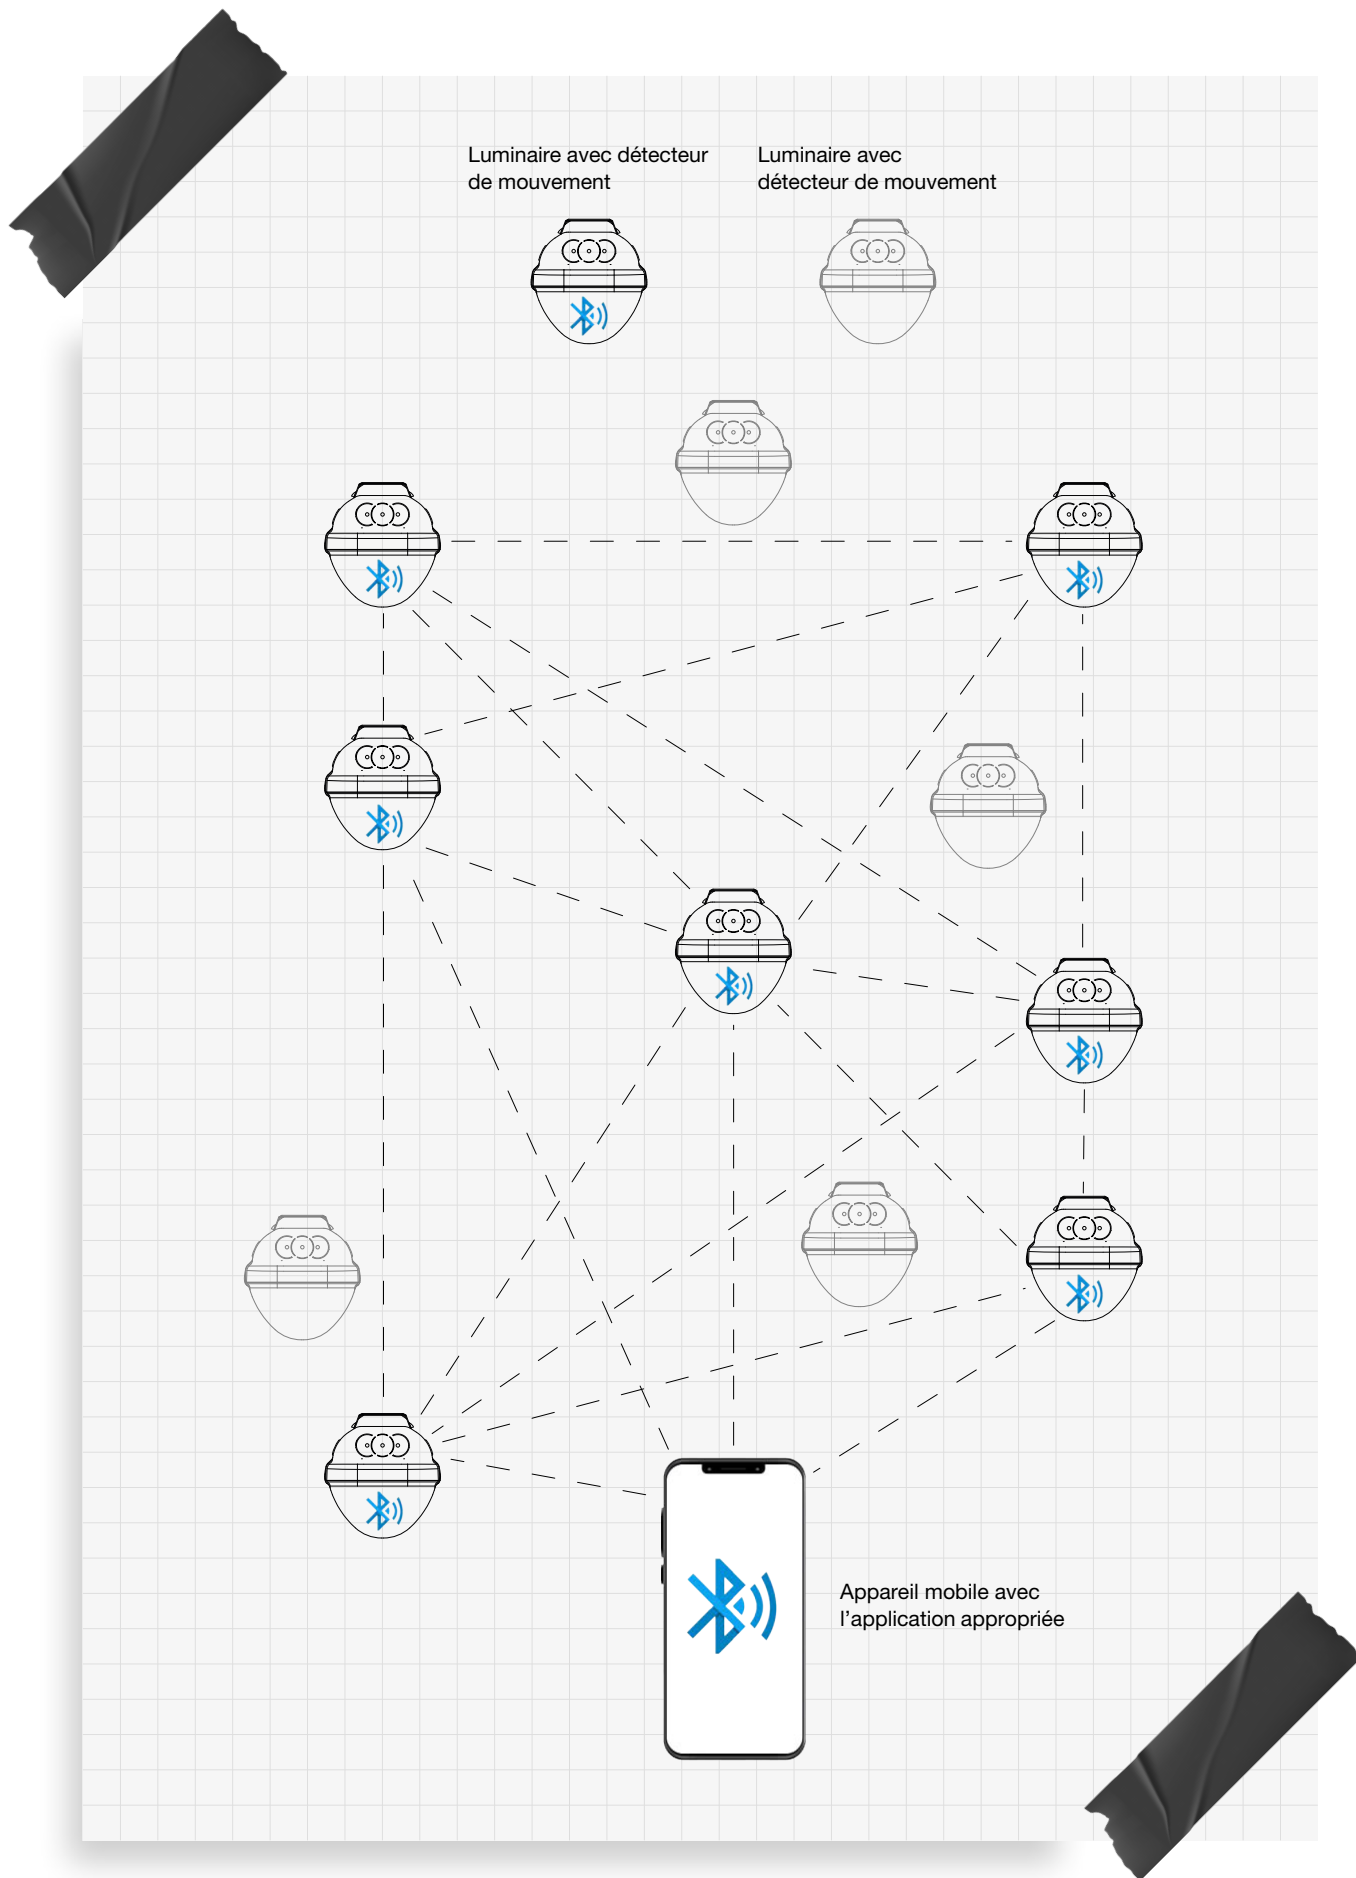 Luminaire avec détecteur
de mouvement
Luminaire avec
détecteur de mouvement
Appareil mobile avec
l’application appropriée